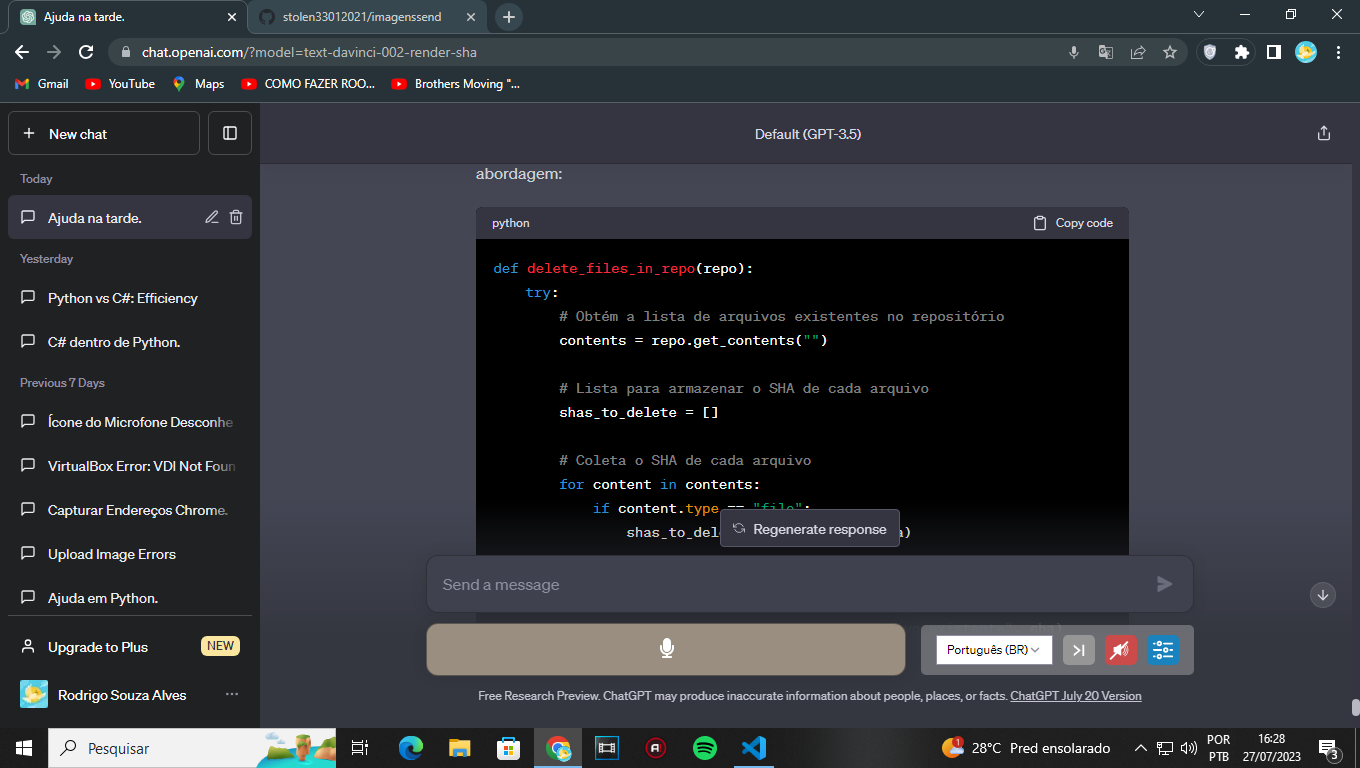 Ajuda na tarde.
stolen33012021/imagenssend
chat.openai.com/?model=text-davinci-002-render-sha
Gmail
YouTube
Maps
COMO FAZER ROO...
Brothers Moving "...
New chat
Default (GPT-3.5)
Today
Ajuda na tarde.
Yesterday
Python vs C#: Efficiency
C# dentro de Python.
Previous 7 Days
Ícone do Microfone Desconhe
VirtualBox Error: VDI Not Foun
Capturar Endereços Chrome.
Upload Image Errors
Ajuda em Python.
Upgrade to Plus
NEW
Rodrigo Souza Alves
abordagem:
python
Copy code
def delete_files_in_repo(repo):
try:
# Obtém a lista de arquivos existentes no repositório
contents = repo.get_contents("")
# Lista para armazenar o SHA de cada arquivo
shas_to_delete = []
# Coleta o SHA de cada arquivo
for content in contents:
if content.type == "file":
shas_to_del
Regenerate response
Send a message
Português (BR)
Free Research Preview. ChatGPT may produce inaccurate information about people, places, or facts. ChatGPT July 20 Version
Pesquisar
1
28°C Pred ensolarado
POR
PTB
16:28
27/07/2023
3